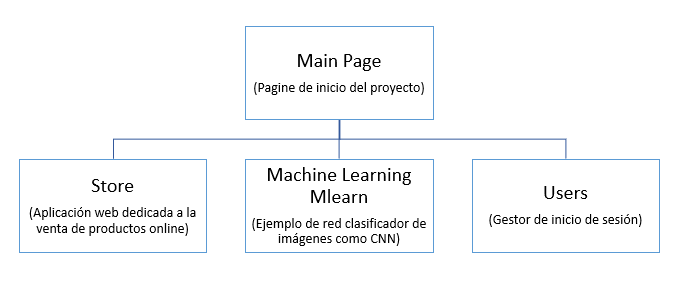 Main Page
(Pagine de inicio del proyecto)
Store
(Aplicación web dedicada a la
venta de productos online)
Machine Learning
Mlearn
(Ejemplo de red clasificador de
imágenes como CNN)
Users
(Gestor de inicio de sesión)